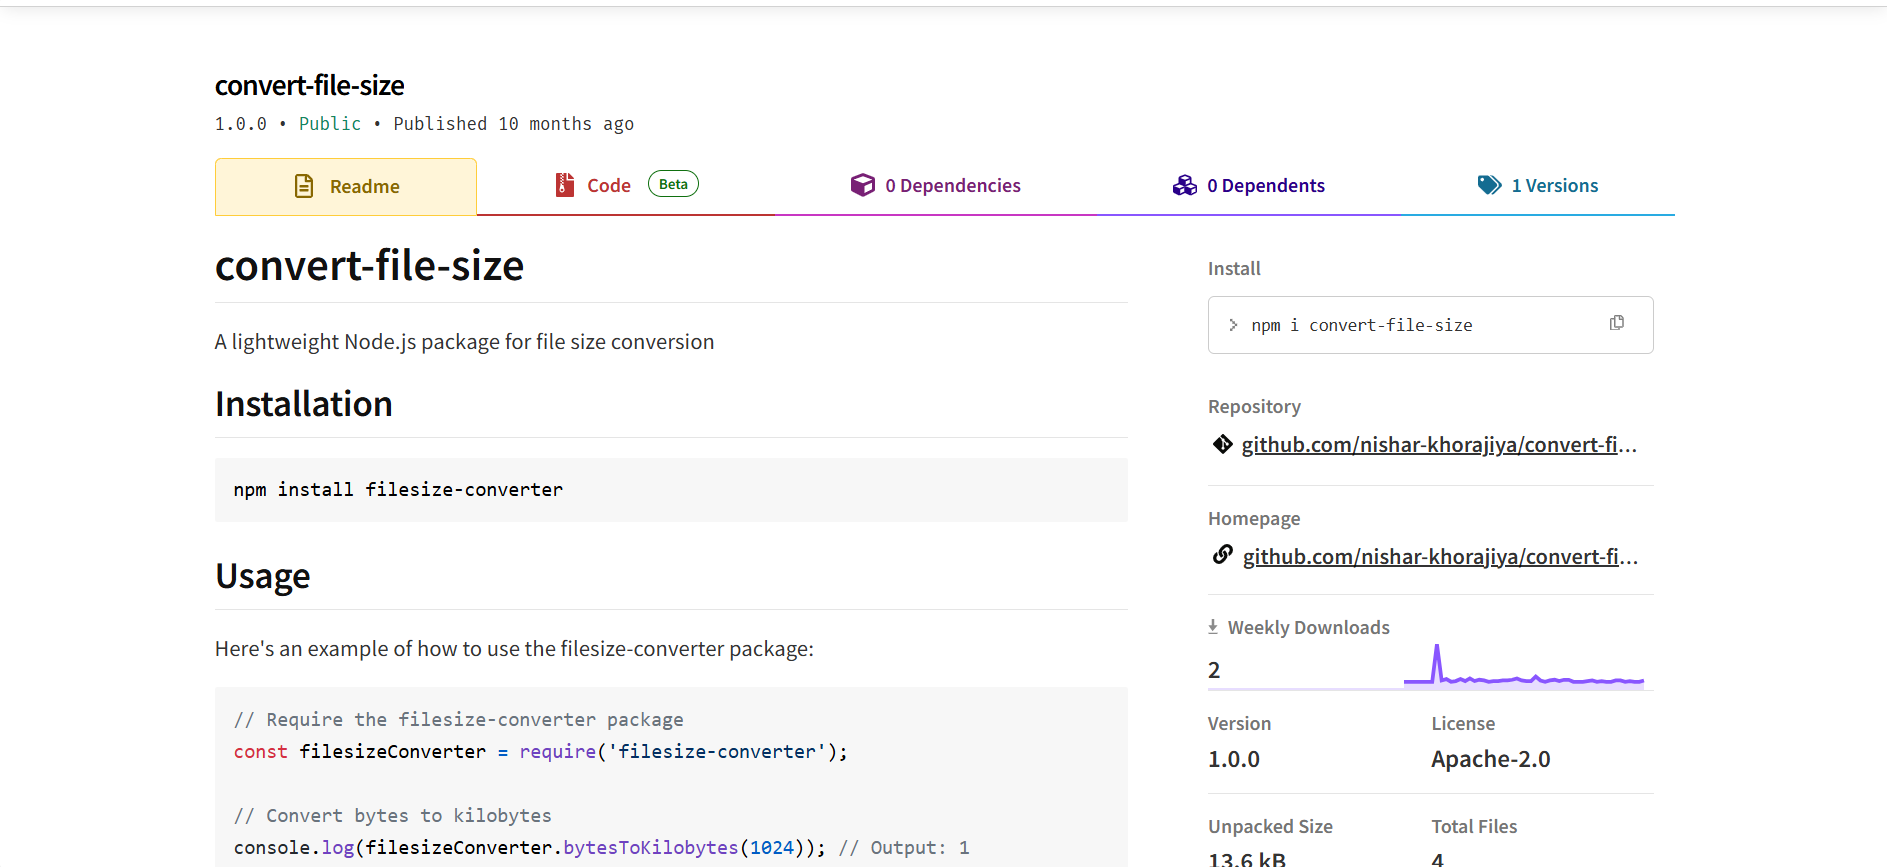 convert-file-size
1.0.0 • Public • Published 10 months ago
Readme
Code Beta
0 Dependencies
0 Dependents
1 Versions
convert-file-size
A lightweight Node.js package for file size conversion
Installation
npm install filesize-converter
Usage
Here's an example of how to use the filesize-converter package:
// Require the filesize-converter package
const filesizeConverter = require('filesize-converter');
// Convert bytes to kilobytes
console.log(filesizeConverter.bytesToKilobytes(1024)); // Output: 1
Install
> npm i convert-file-size
Repository
github.com/nishar-khorajiya/convert-fi...
Homepage
github.com/nishar-khorajiya/convert-fi...
Weekly Downloads
2
Version
1.0.0
License
Apache-2.0
Unpacked Size
13.6 kB
Total Files
4